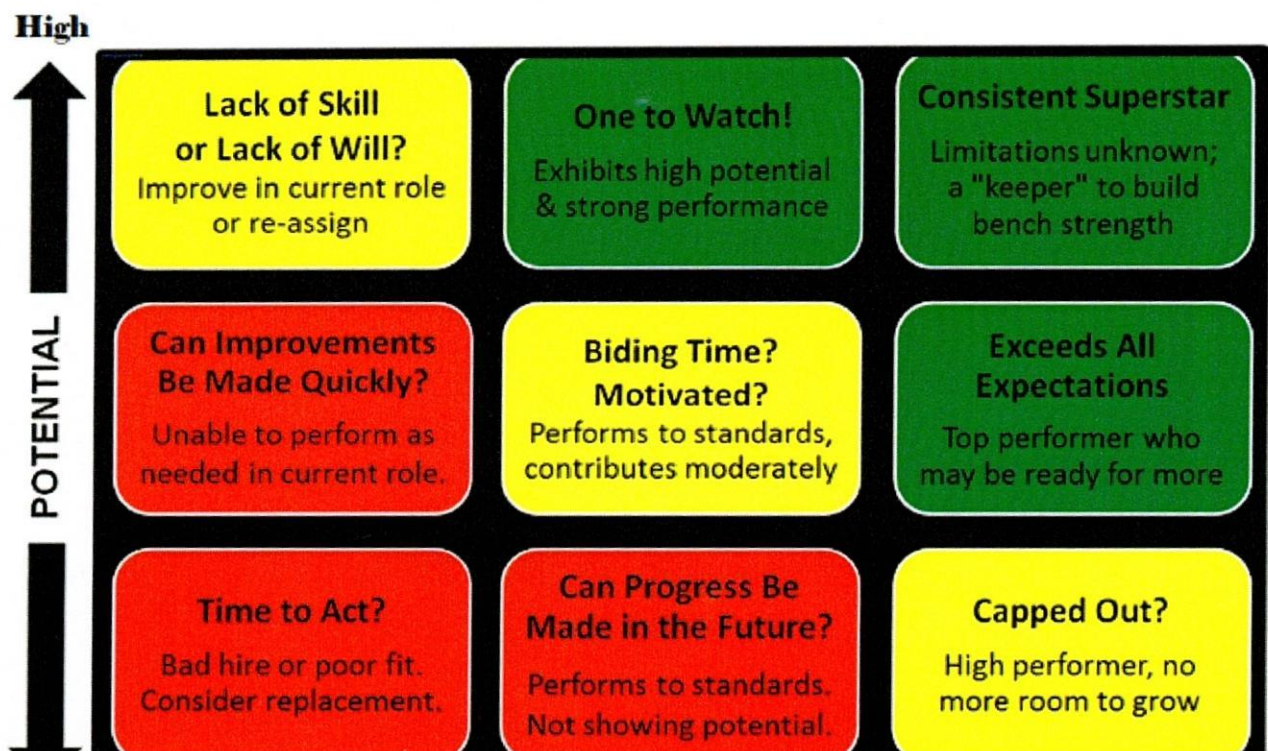 High
POTENTIAL
Lack of Skill
or Lack of Will?
Improve in current role
or re-assign
One to Watch!
Exhibits high potential
& strong performance
Consistent Superstar
Limitations unknown;
a "keeper" to build
bench strength
Can Improvements
Be Made Quickly?
Unable to perform as
needed in current role.
Biding Time?
Motivated?
Performs to standards,
contributes moderately
Exceeds All
Expectations
Top performer who
may be ready for more
Time to Act?
Bad hire or poor fit.
Consider replacement.
Can Progress Be
Made in the Future?
Performs to standards.
Not showing potential.
Capped Out?
High performer, no
more room to grow